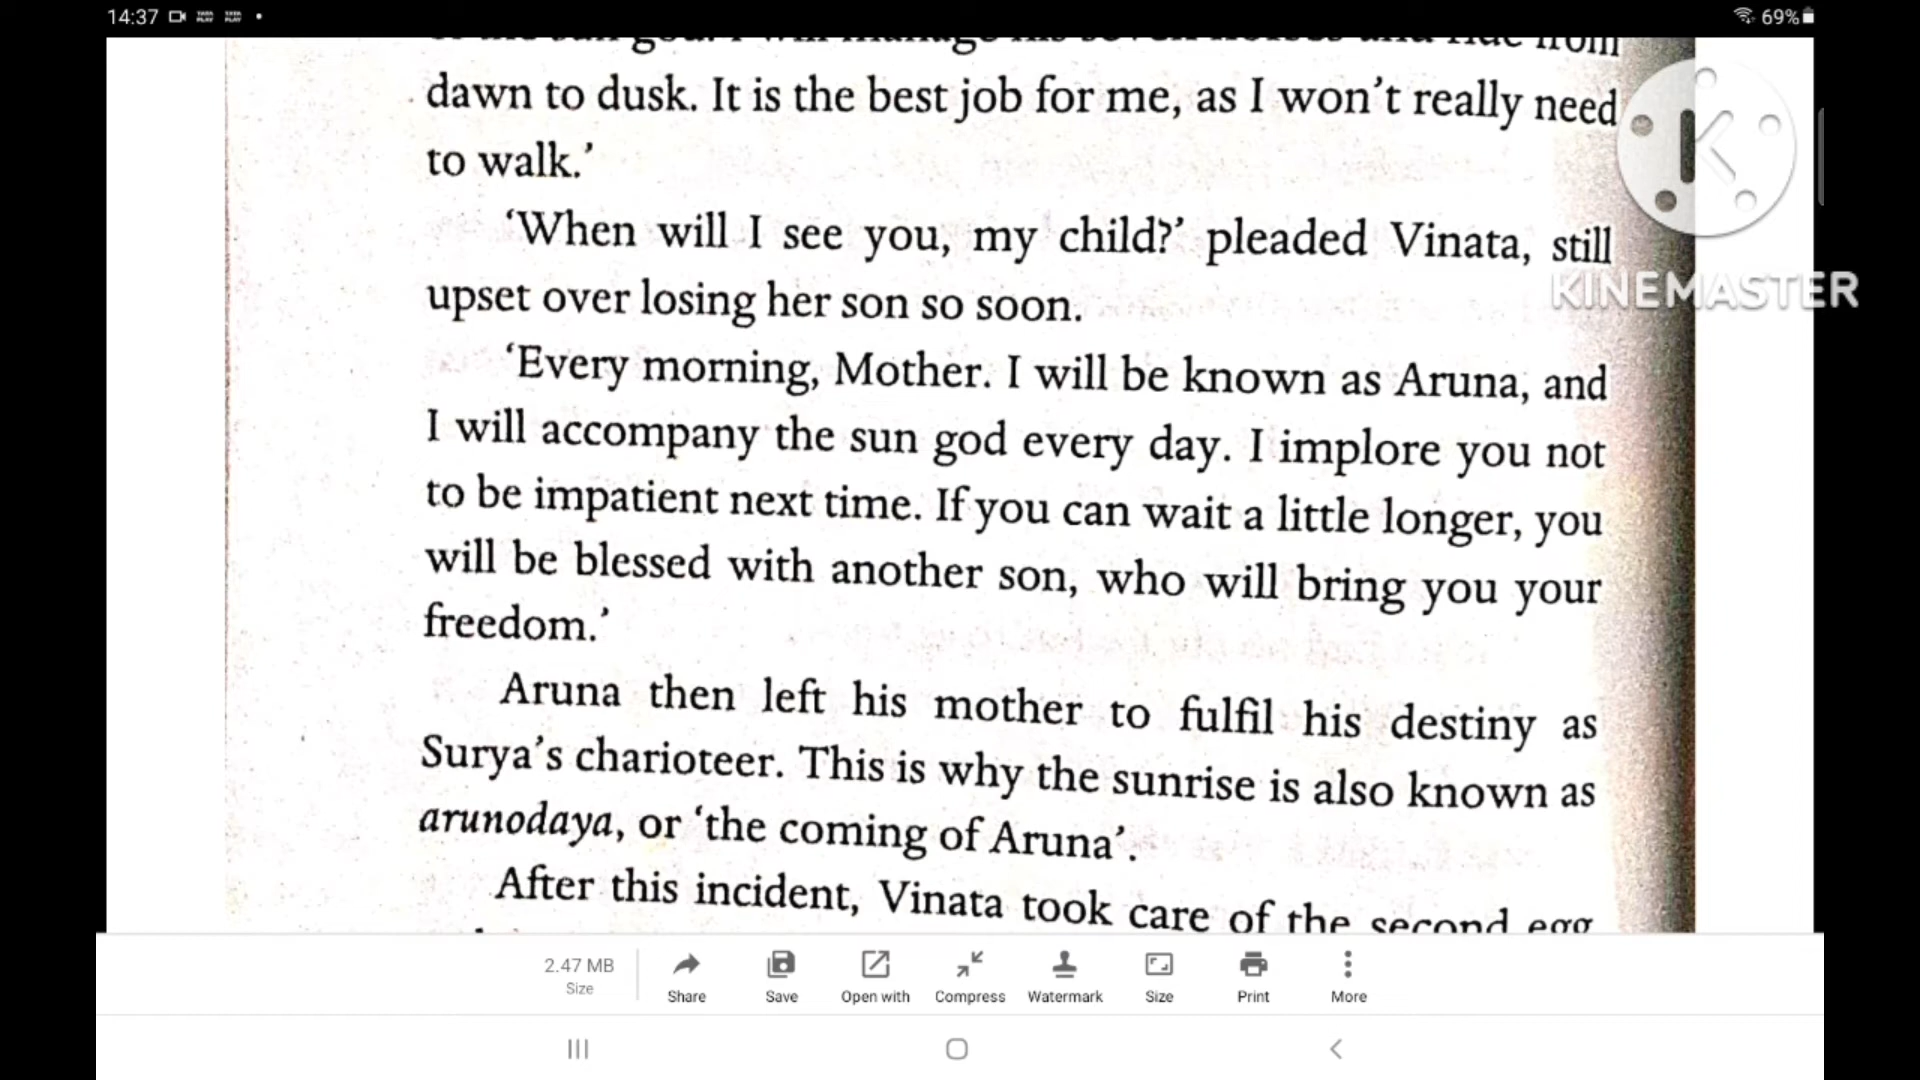 14:37
69%
dawn to dusk. It is the best job for me, as I won't really need
to walk.'
'When will I see you, my child?' pleaded Vinata, still
upset over losing her son so soon.
KINEMASTER
'Every morning, Mother. I will be known as Aruna, and
I will accompany the sun god every day. I implore you not
to be impatient next time. If you can wait a little longer, you
will be blessed with another son, who will bring you your
freedom.'
Aruna then left his mother to fulfil his destiny as
Surya's charioteer. This is why the sunrise is also known as
arunodaya, or 'the coming of Aruna'.
After this incident, Vinata took care of the second egg
2.47 MB
Size
Share
Save
Open with
Compress
Watermark
Size
Print
More